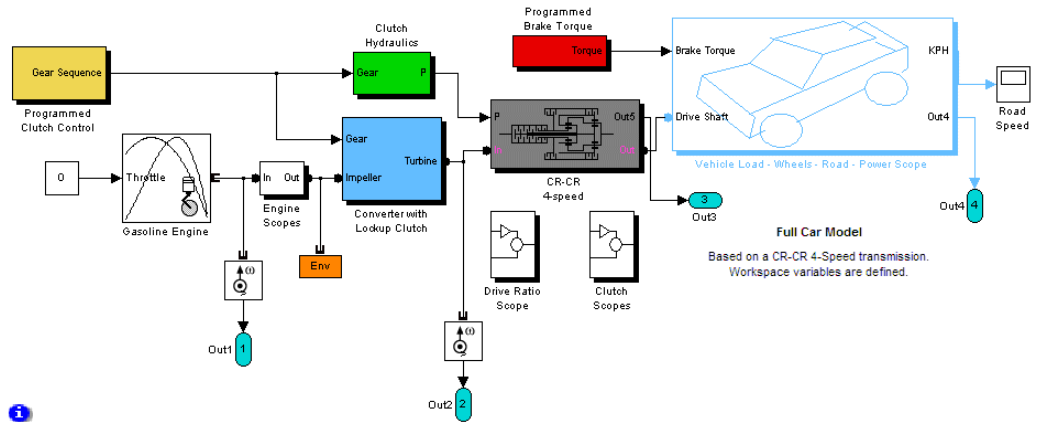 Programmed
Brake Torque
Clutch
Hydraulics
Gear Sequence
Programmed
Clutch Control
Gear
P
Torque
Brake Torque
KPH
Drive Shaft
Out4
Vehicle Load - Wheels - Road - Power Scope
Road
Speed
P
Out5
In
Out
CR-CR
4-speed
Gear
Turbine
Impeller
Converter with
Lookup Clutch
0
Throttle
Gasoline Engine
In
Out
Engine
Scopes
Env
3
Out3
Out4
4
Drive Ratio
Scope
Clutch
Scopes
Full Car Model
Based on a CR-CR 4-Speed transmission.
Workspace variables are defined.
ω
Out1
1
ω
Out2
2
i